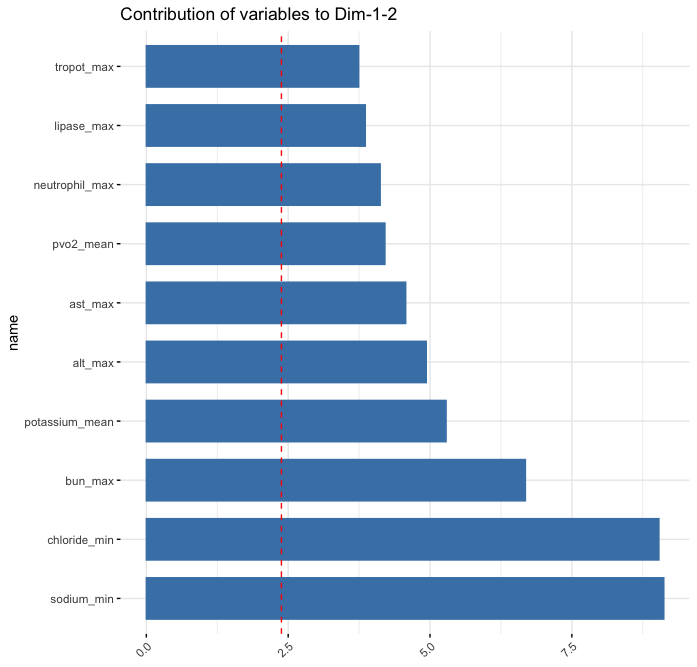 Contribution of variables to Dim-1-2
tropot_max
lipase_max
neutrophil_max
pvo2_mean
ast_max
alt_max
potassium_mean
bun_max
chloride_min
sodium_min
name
0.0
2.5
5.0
7.5